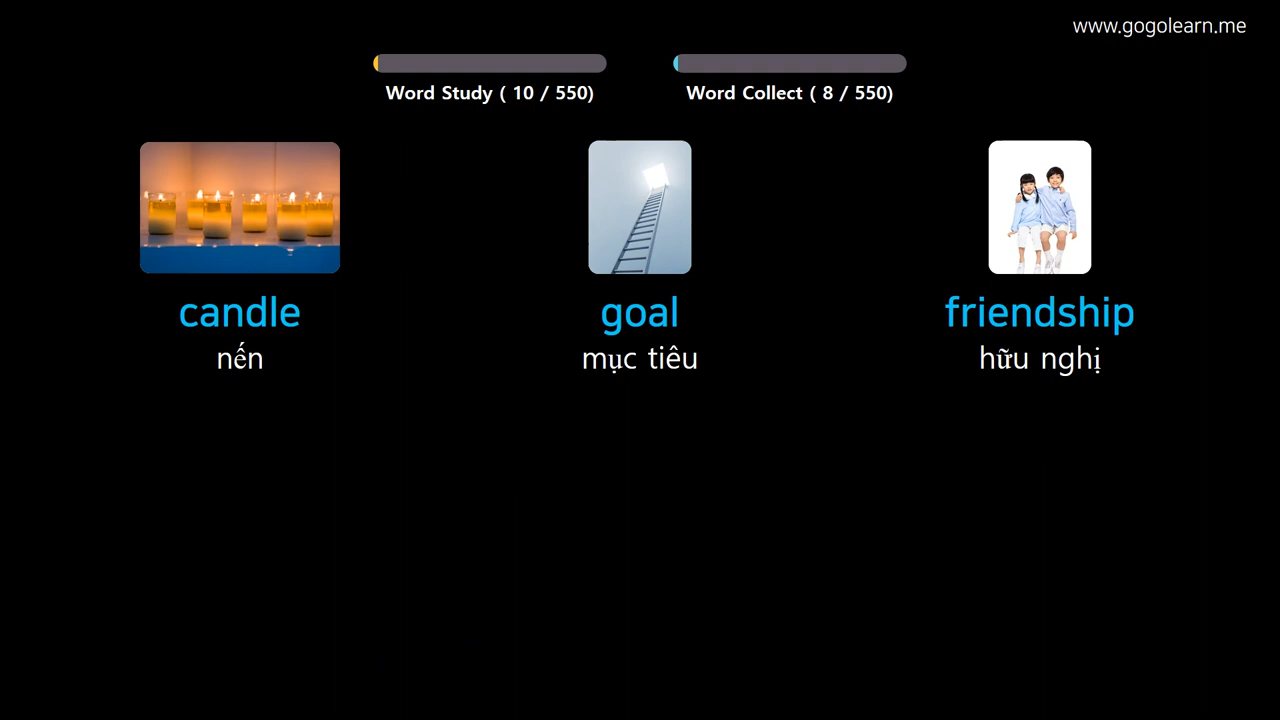 www.gogolearn.me
Word Study ( 10 / 550)
Word Collect ( 8 / 550)
candle
nến
goal
mục tiêu
friendship
hữu nghị